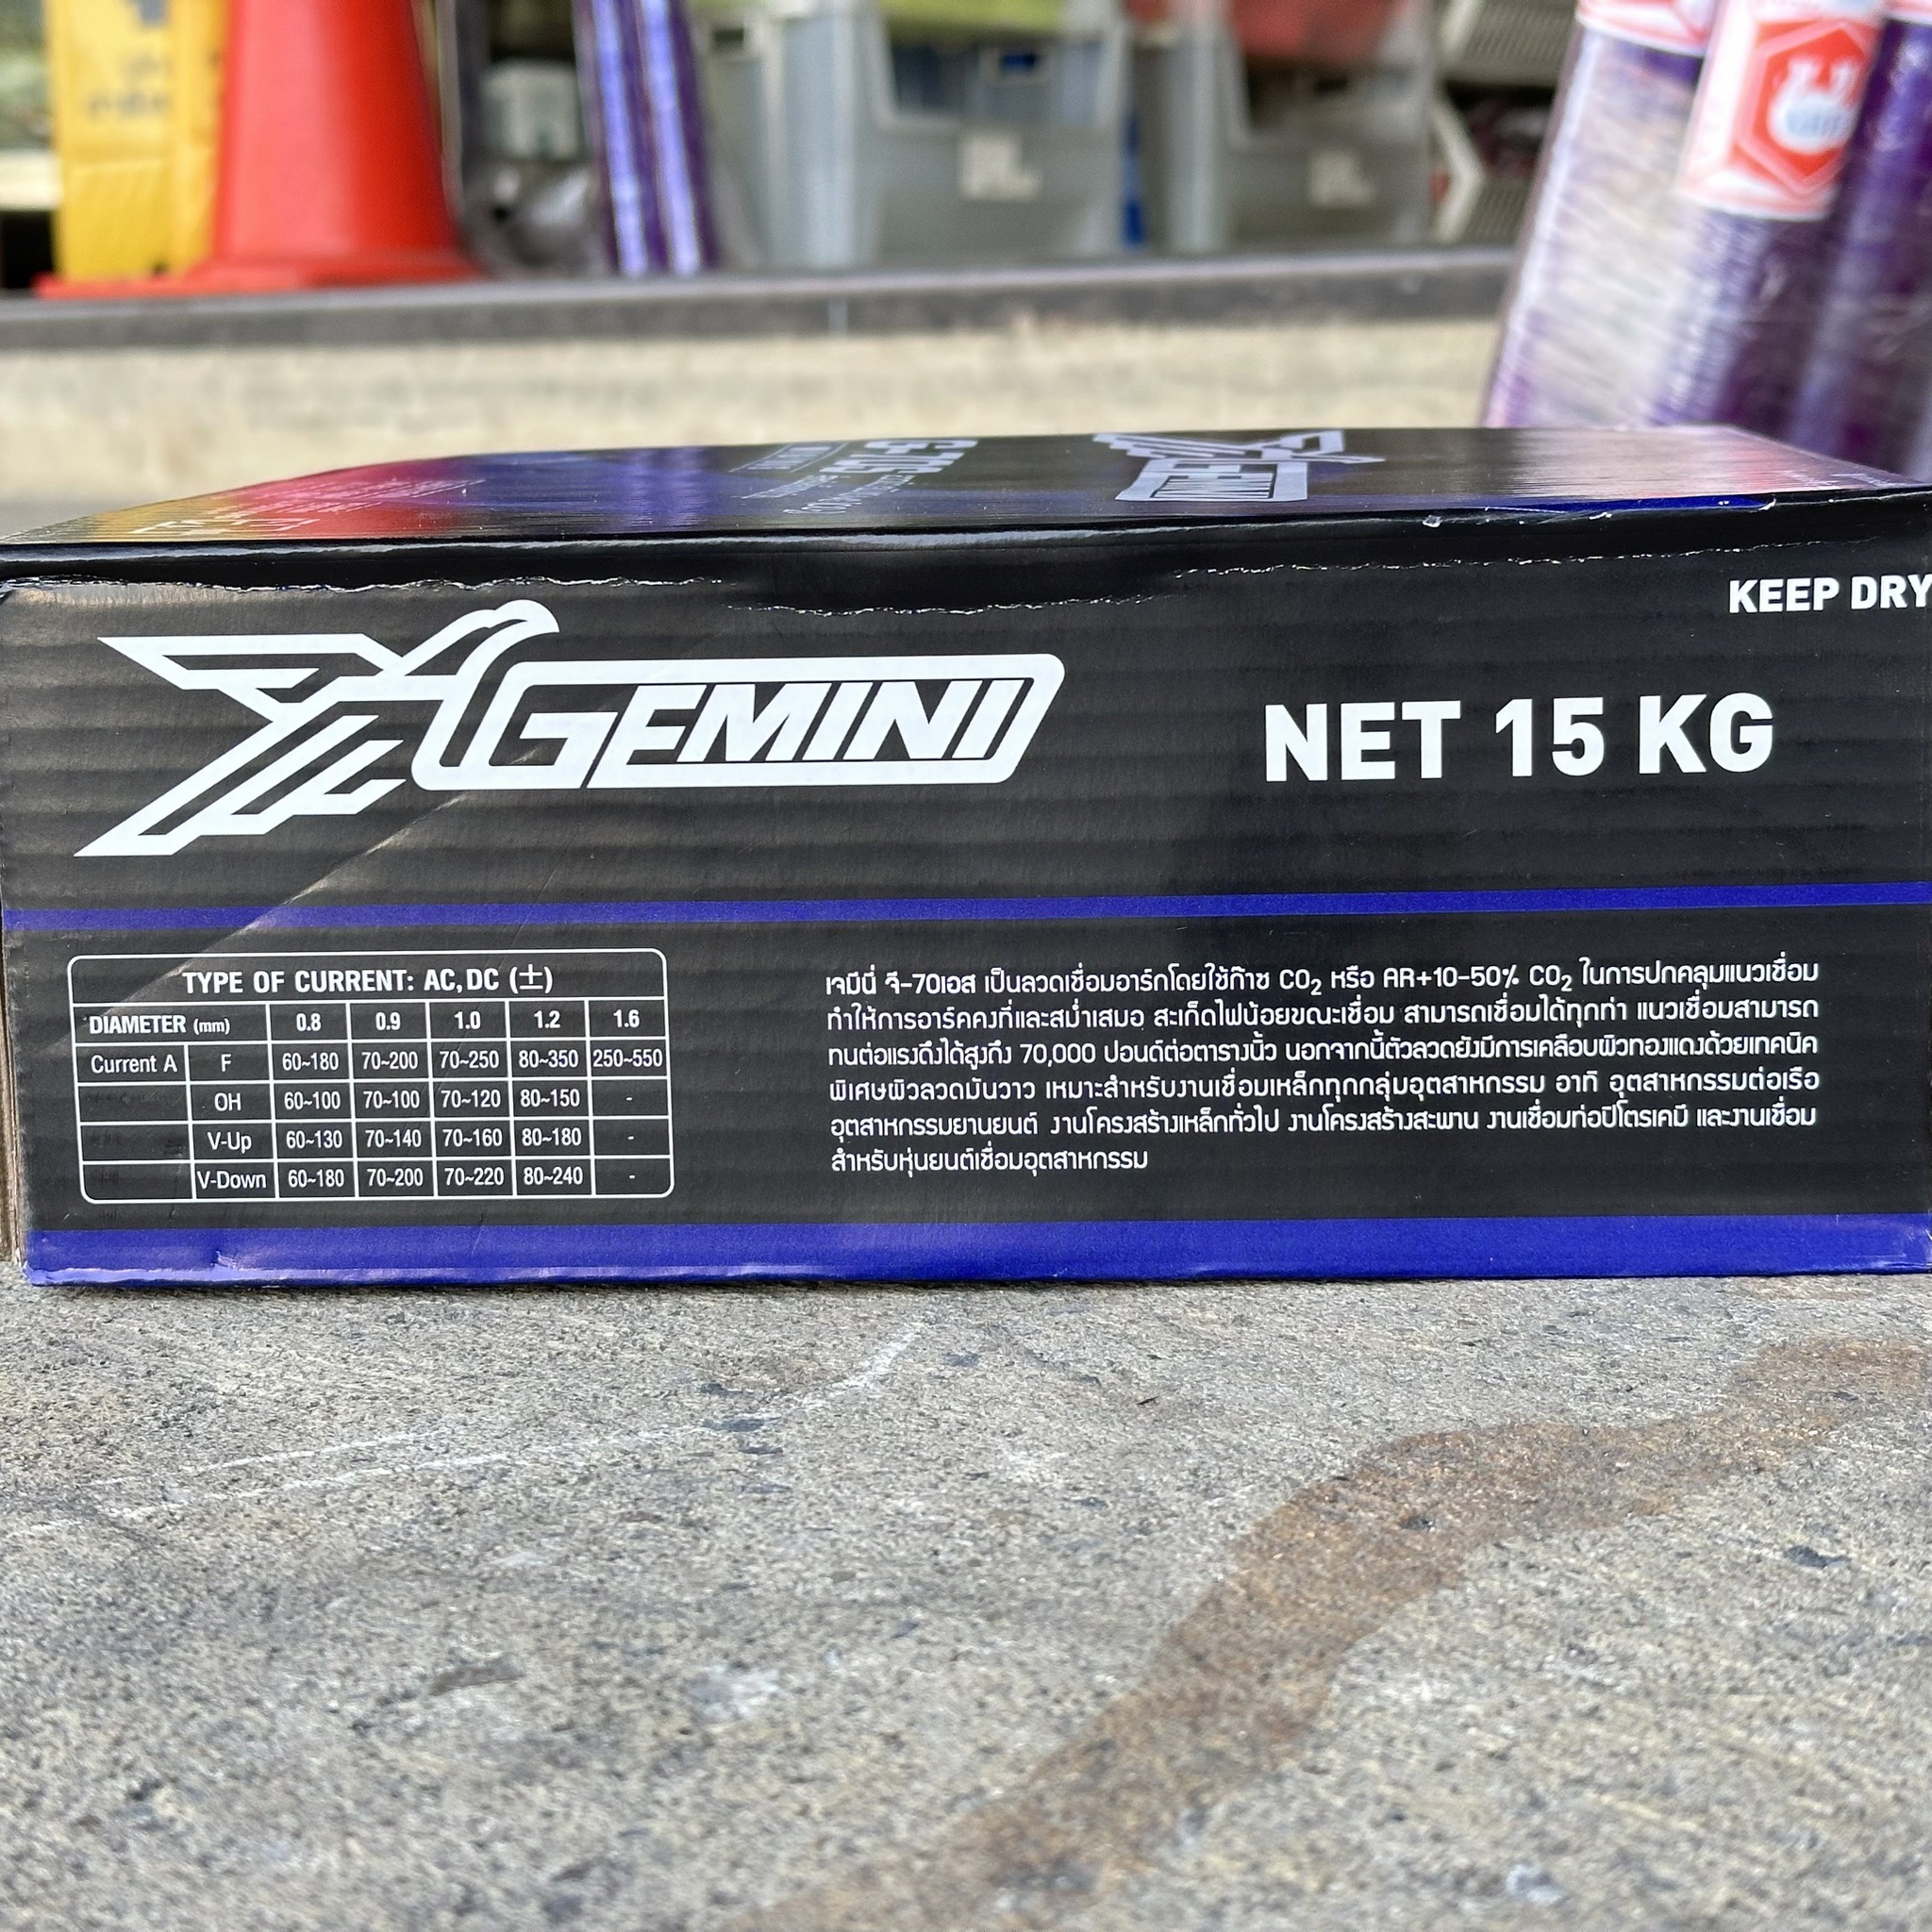 G-70S
GEMINI
KEEP DRY
GEMINI
NET 15 KG
TYPE OF CURRENT: AC, DC (±)
DIAMETER (mm) 0.8 0.9 1.0 1.2 1.6
Current A F 60~180 70~200 70~250 80~350 250~550
OH 60~100 70~100 70~120 80~150 -
V-Up 60~130 70~140 70~160 80~180 -
V-Down 60~180 70~200 70~220 80~240 -
เจมีนี่ จี-70เอส เป็นลวดเชื่อมอาร์กโดยใช้ก๊าซ CO₂ หรือ AR+10-50% CO₂ ในการปกคลุมแนวเชื่อม
ทำให้การอาร์คคงที่และสม่ำเสมอ สะเก็ดไฟน้อยขณะเชื่อม สามารถเชื่อมได้ทุกท่า แนวเชื่อมสามารถ
ทนต่อแรงดึงได้สูงถึง 70,000 ปอนด์ต่อตารางนิ้ว นอกจากนี้ตัวลวดยังมีการเคลือบผิวทองแดงด้วยเทคนิค
พิเศษผิวลวดมันวาว เหมาะสำหรับงานเชื่อมเหล็กทุกกลุ่มอุตสาหกรรม อาทิ อุตสาหกรรมต่อเรือ
อุตสาหกรรมยานยนต์ งานโครงสร้างเหล็กทั่วไป งานโครงสร้างสะพาน งานเชื่อมท่อปิโตรเคมี และงานเชื่อม
สำหรับหุ่นยนต์เชื่อมอุตสาหกรรม